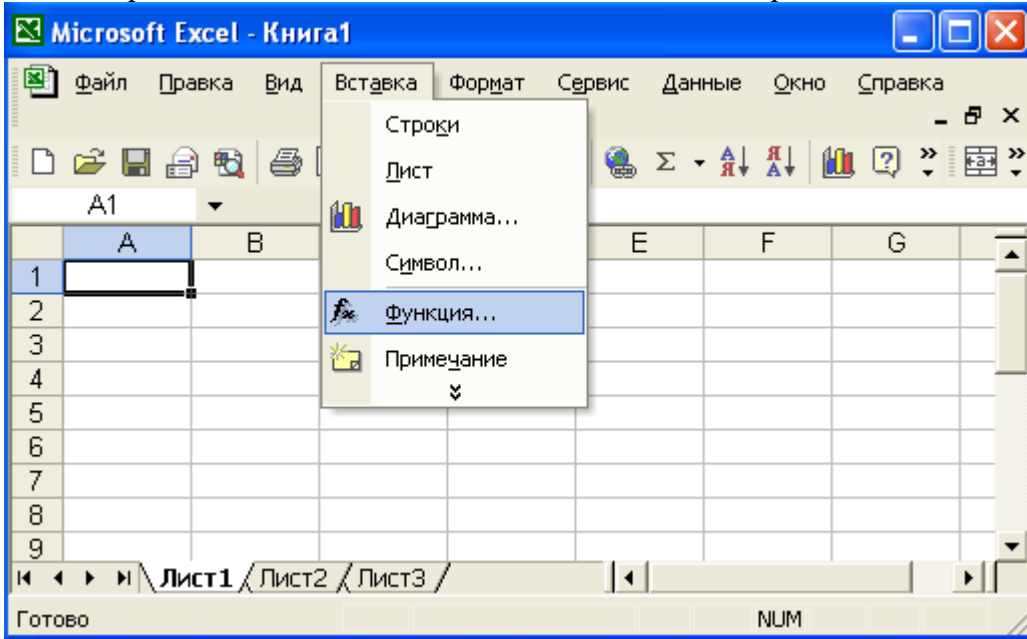 Microsoft Excel - Книга1
Файл Правка Вид Вставка Формат Сервис Данные Окно Справка
Строки
Лист
Диаграмма...
Символ...
Функция...
Примечание
A1
A B E F G
1
2
3
4
5
6
7
8
9
Лист1 Лист2 Лист3
Готово NUM